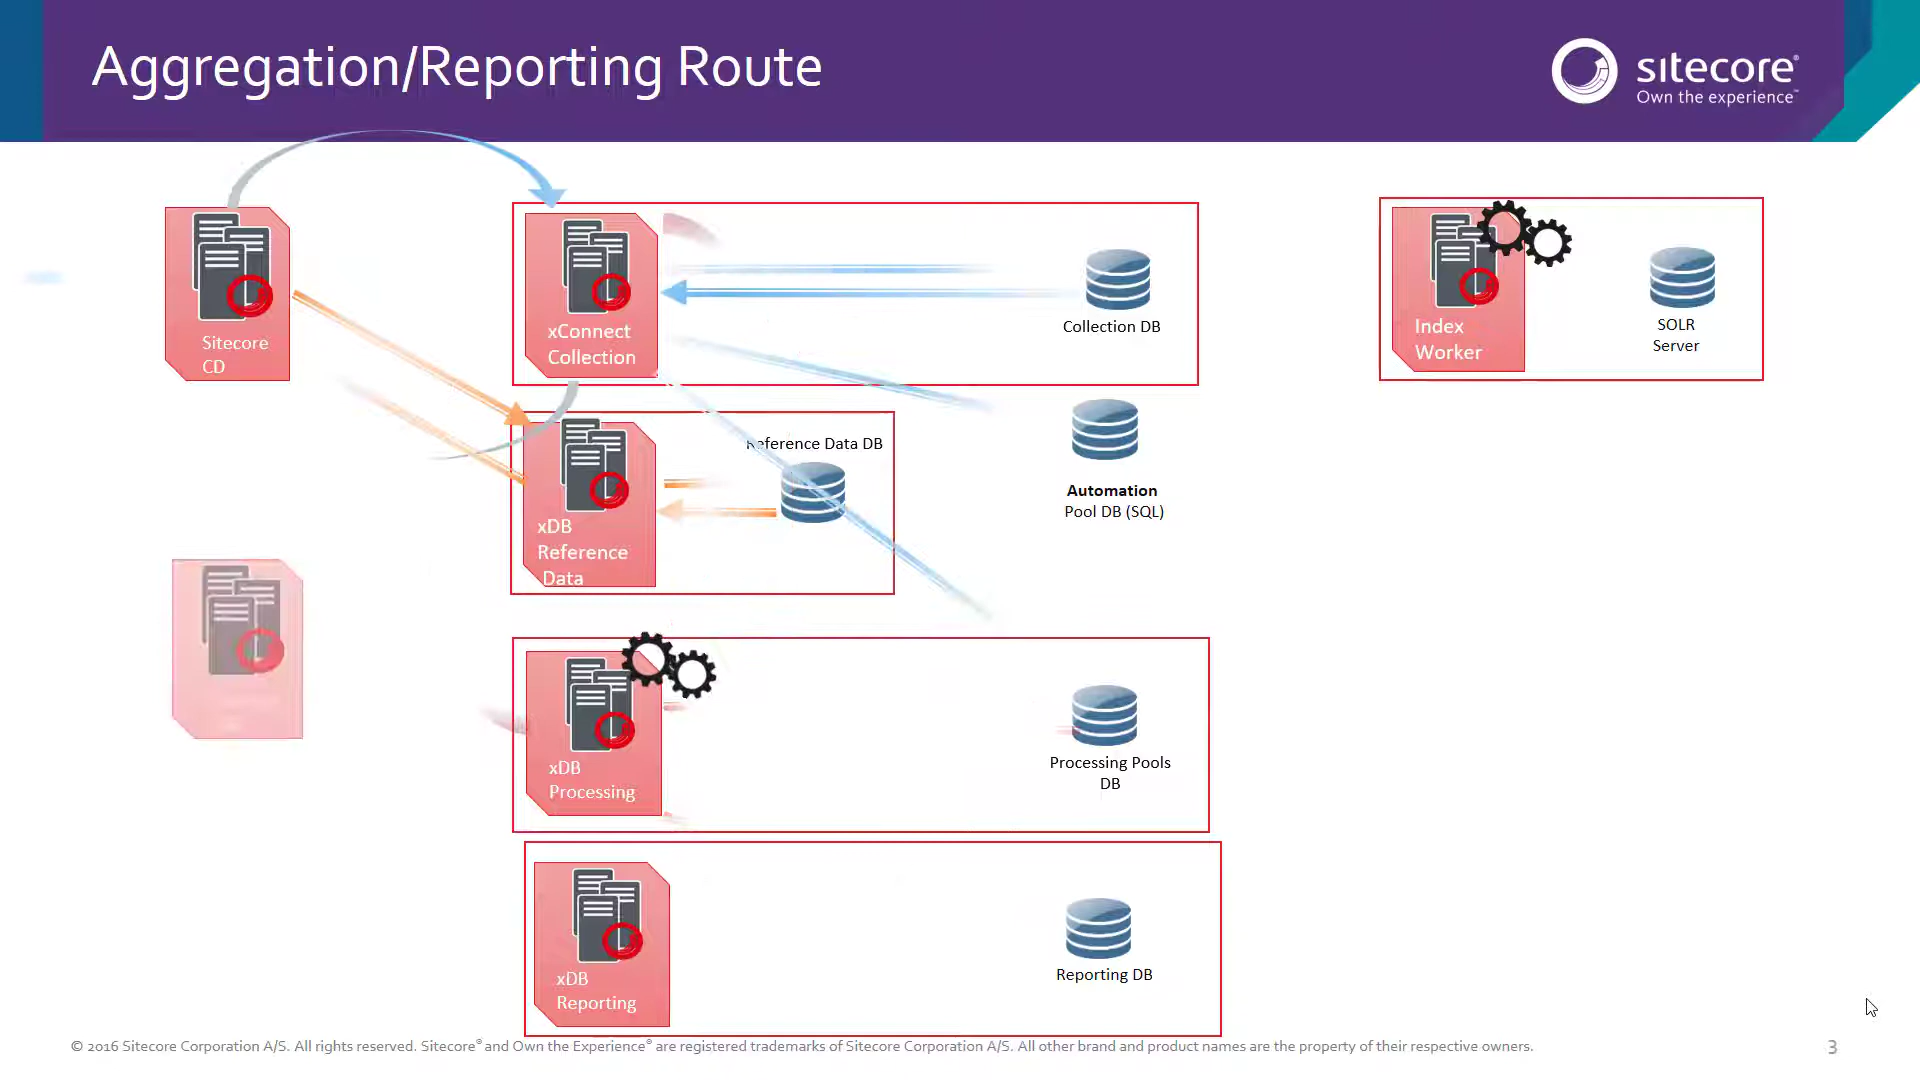 Aggregation/Reporting Route
sitecore®
Own the experience™
Sitecore
CD
xConnect
Collection
Collection DB
Index
Worker
SOLR
Server
Reference Data DB
xDB
Reference
Data
Automation
Pool DB (SQL)
xDB
Processing
Processing Pools
DB
xDB
Reporting
Reporting DB
© 2016 Sitecore Corporation A/S. All rights reserved. Sitecore® and Own the Experience® are registered trademarks of Sitecore Corporation A/S. All other brand and product names are the property of their respective owners.
3